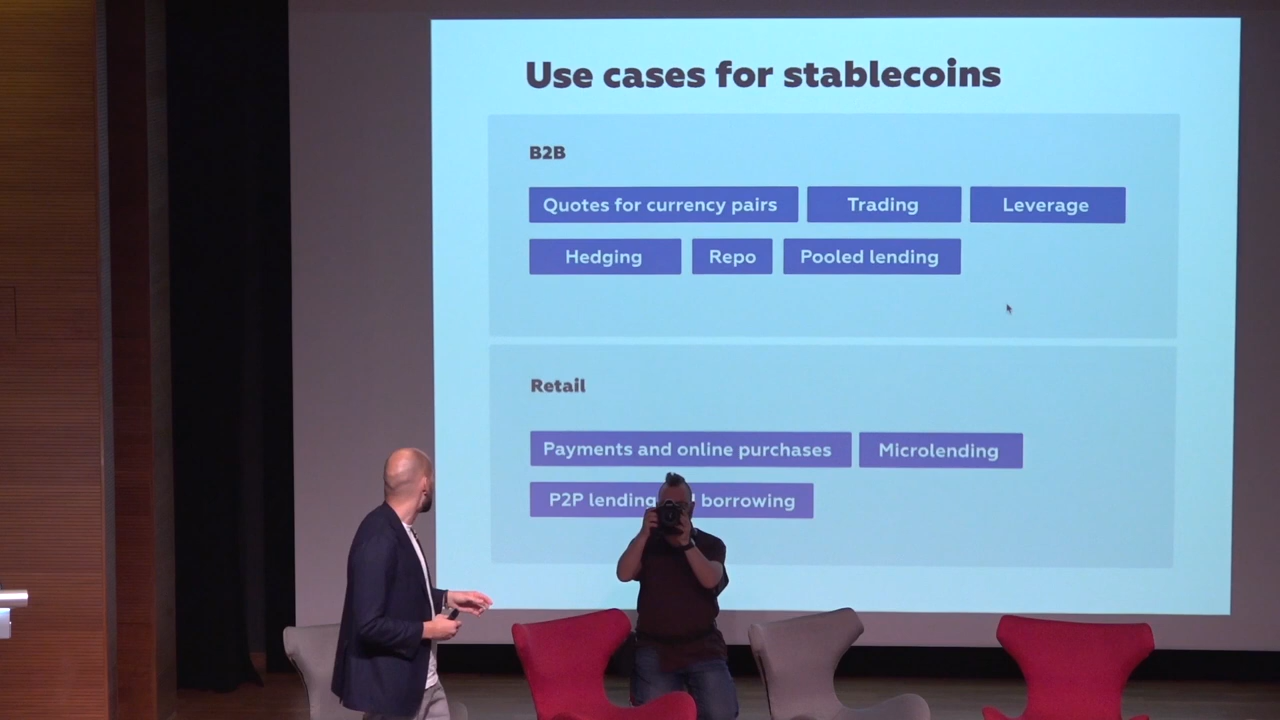 Use cases for stablecoins
B2B
Quotes for currency pairs Trading Leverage
Hedging Repo Pooled lending
Retail
Payments and online purchases Microlending
P2P lending borrowing